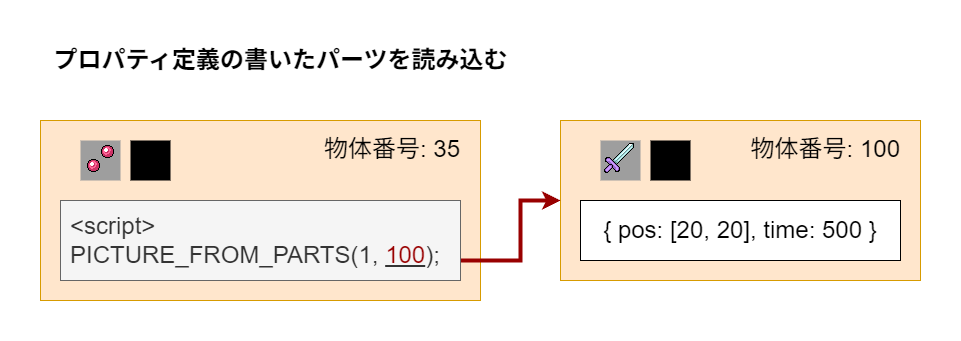 プロパティ定義の書いたパーツを読み込む
物体番号: 35
<script>
PICTURE_FROM_PARTS(1, 100);
物体番号: 100
{ pos: [20, 20], time: 500 }